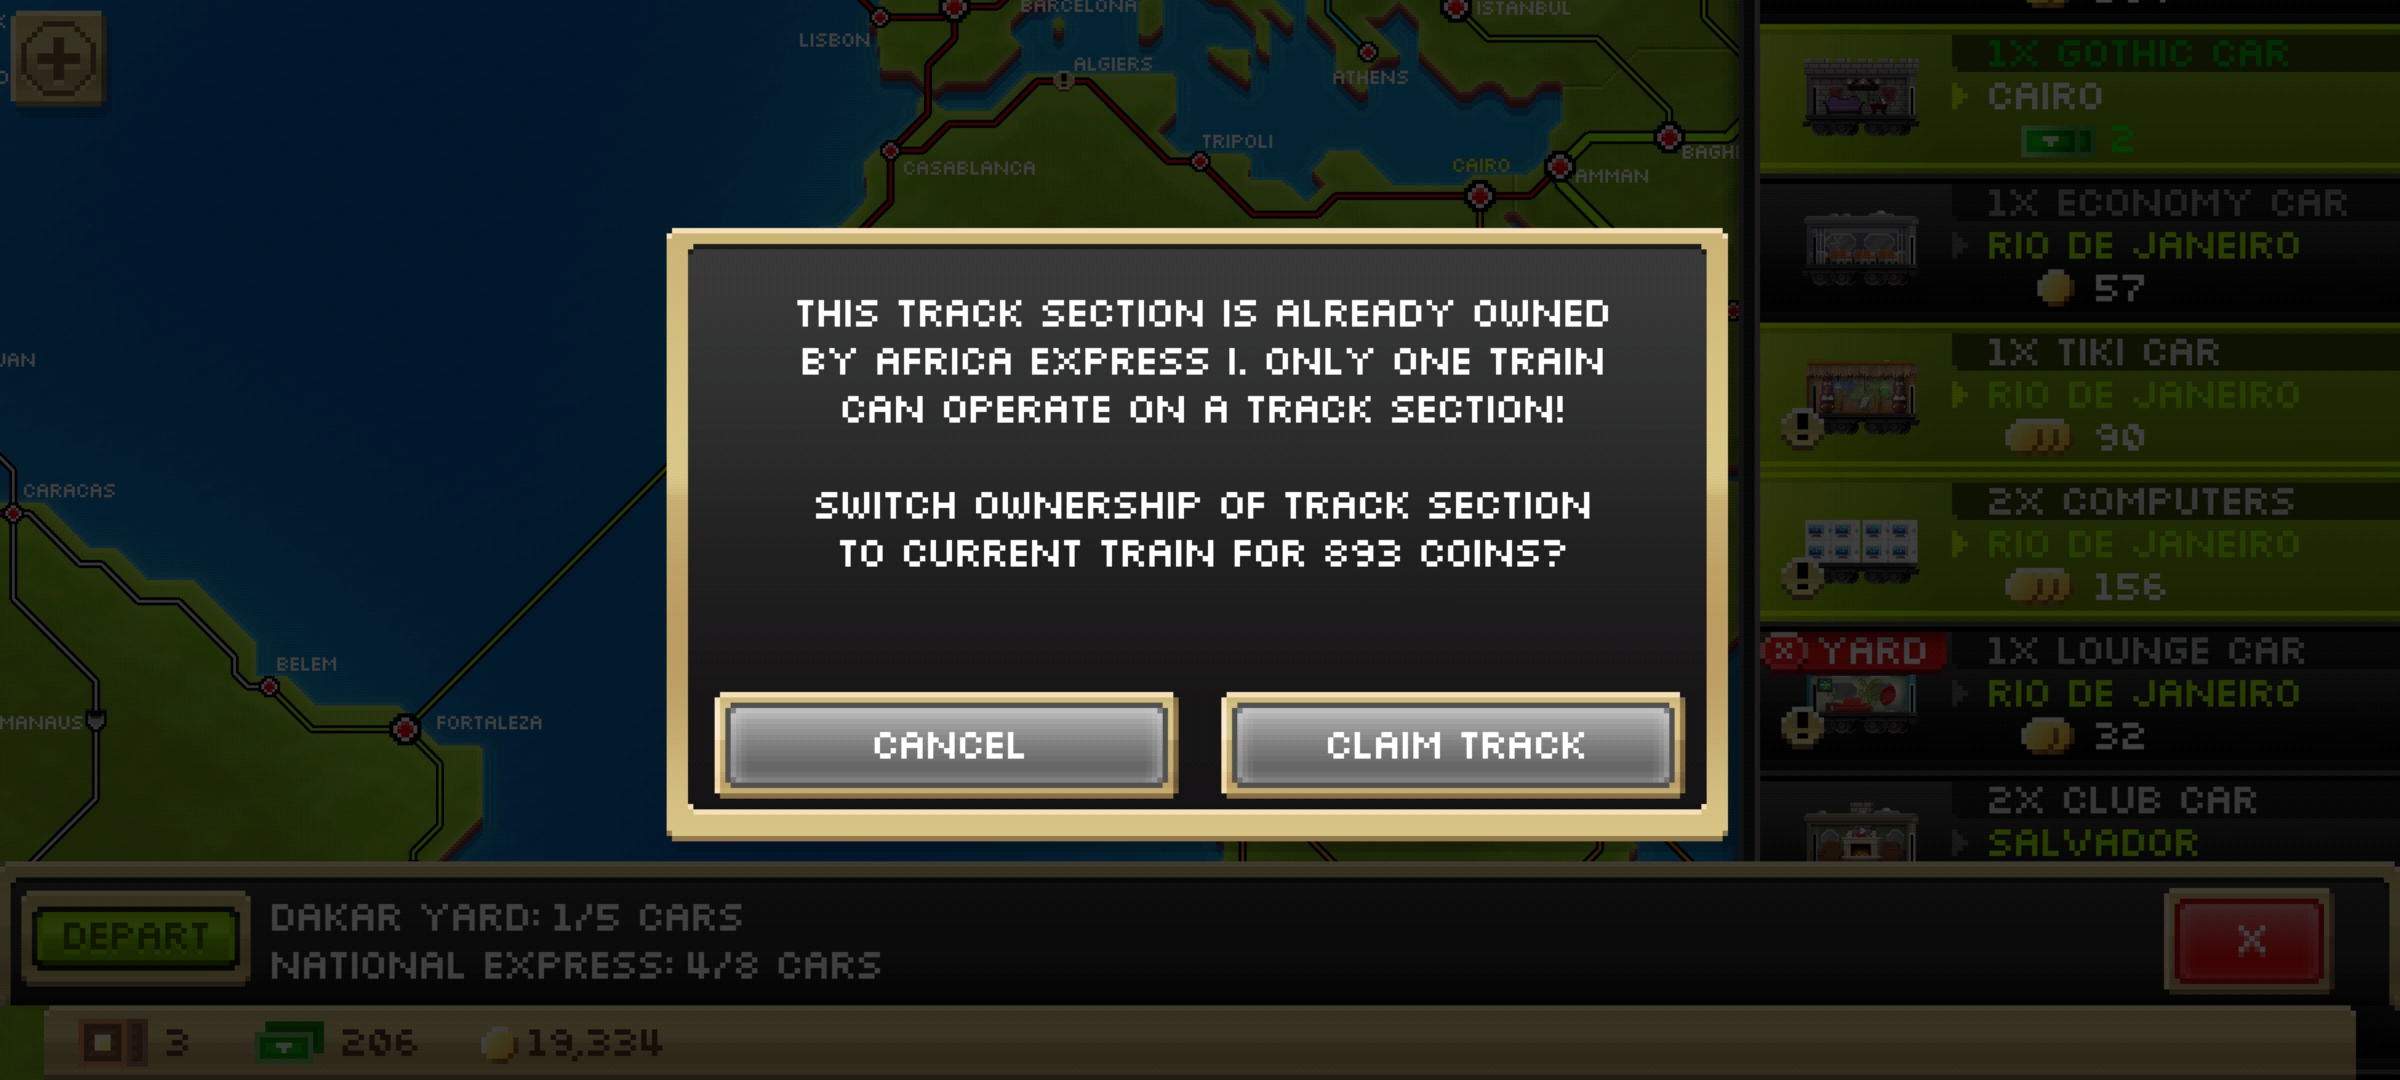 BARCELONA
ISTANBUL
LISBON
ALGIERS
ATHENS
TRIPOLI
CASABLANCA
CAIRO
AMMAN
CARACAS
BELEM
MANAUS
FORTALEZA
THIS TRACK SECTION IS ALREADY OWNED
BY AFRICA EXPRESS I. ONLY ONE TRAIN
CAN OPERATE ON A TRACK SECTION!
SWITCH OWNERSHIP OF TRACK SECTION
TO CURRENT TRAIN FOR 893 COINS?
CANCEL
CLAIM TRACK
1X GOTHIC CAR
CAIRO
2
1X ECONOMY CAR
RIO DE JANEIRO
57
1X TIKI CAR
RIO DE JANEIRO
90
2X COMPUTERS
RIO DE JANEIRO
156
X YARD
1X LOUNGE CAR
RIO DE JANEIRO
32
2X CLUB CAR
SALVADOR
DEPART
DAKAR YARD: 1/5 CARS
NATIONAL EXPRESS: 4/8 CARS
X
3
206
19,334